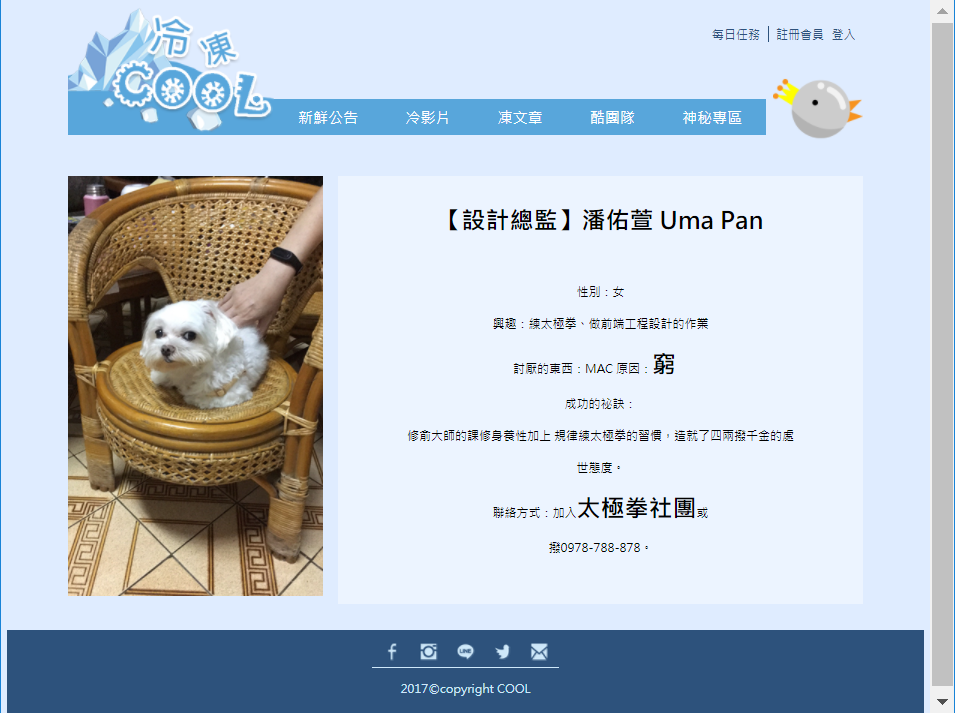 冷凍
COOL
每日任務 | 註冊會員 登入
新鮮公告 冷影片 凍文章 酷團隊 神秘專區
【設計總監】潘佑萱 Uma Pan
性別：女
興趣：練太極拳、做前端工程設計的作業
討厭的東西：MAC 原因：窮
成功的祕訣：
修俞大師的課修身養性加上 規律練太極拳的習慣，造就了四兩撥千金的處
世態度。
聯絡方式：加入太極拳社團或
撥0978-788-878。
LINE
2017©copyright COOL